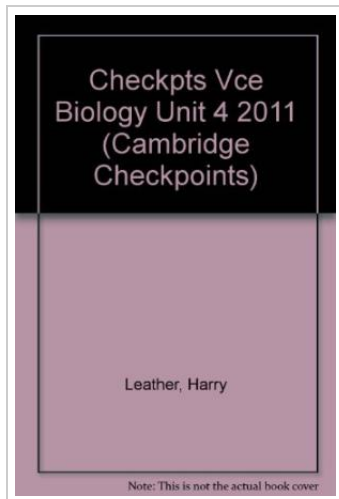 Checkpts Vce
Biology Unit 4 2011
(Cambridge
Checkpoints)
Leather, Harry
Note: This is not the actual book cover